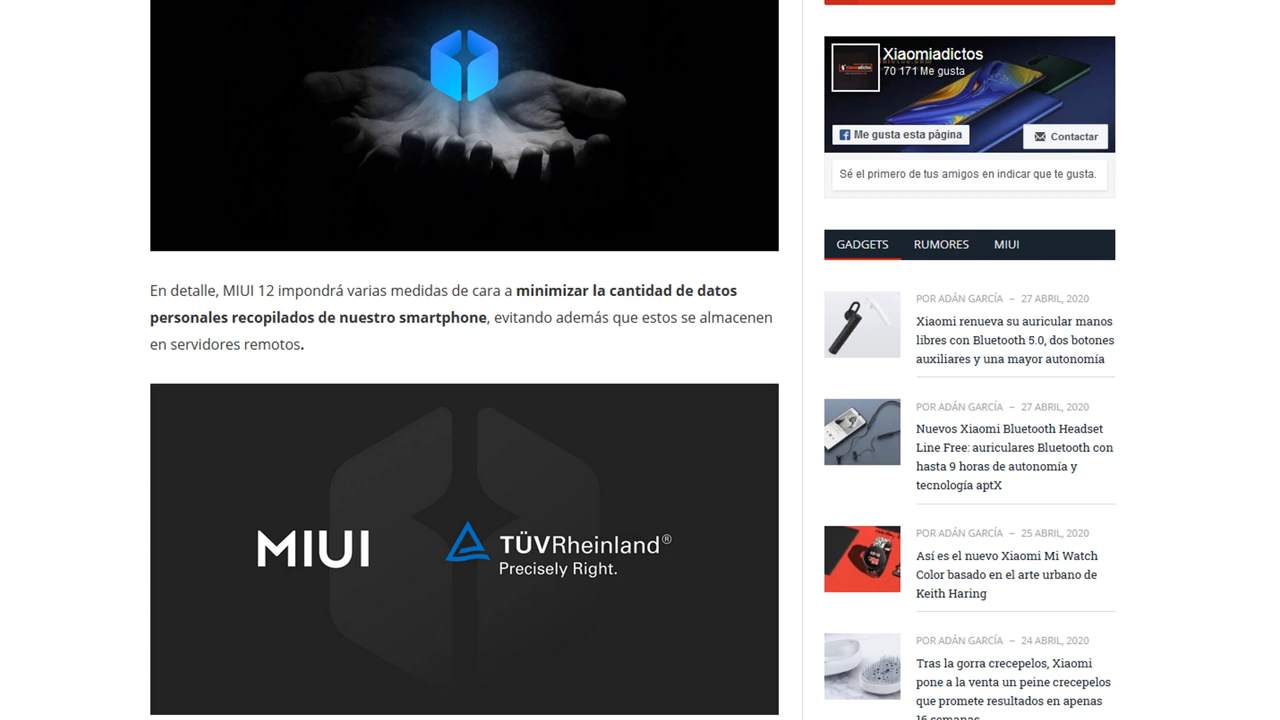 En detalle, MIUI 12 impondrá varias medidas de cara a minimizar la cantidad de datos
personales recopilados de nuestro smartphone, evitando además que estos se almacenen
en servidores remotos.
MIUI
TÜVRheinland®
Precisely Right.
Xiaomiadictos
70 171 Me gusta
Me gusta esta página
Contactar
Sé el primero de tus amigos en indicar que te gusta.
GADGETS RUMORES MIUI
POR ADÁN GARCÍA – 27 ABRIL, 2020
Xiaomi renueva su auricular manos
libres con Bluetooth 5.0, dos botones
auxiliares y una mayor autonomía
POR ADÁN GARCÍA – 27 ABRIL, 2020
Nuevos Xiaomi Bluetooth Headset
Line Free: auriculares Bluetooth con
hasta 9 horas de autonomía y
tecnología aptX
POR ADÁN GARCÍA – 25 ABRIL, 2020
Así es el nuevo Xiaomi Mi Watch
Color basado en el arte urbano de
Keith Haring
POR ADÁN GARCÍA – 24 ABRIL, 2020
Tras la gorra crecepelos, Xiaomi
pone a la venta un peine crecepelos
que promete resultados en apenas
16 semanas